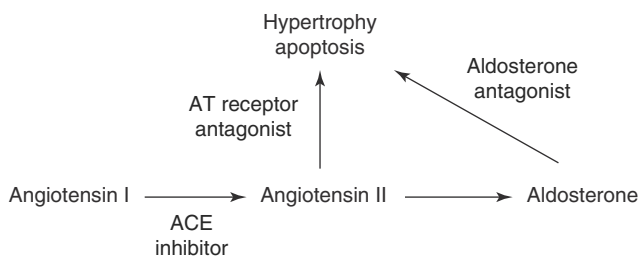 Hypertrophy
apoptosis
Aldosterone
antagonist
AT receptor
antagonist
Angiotensin I
Angiotensin II
Aldosterone
ACE
inhibitor